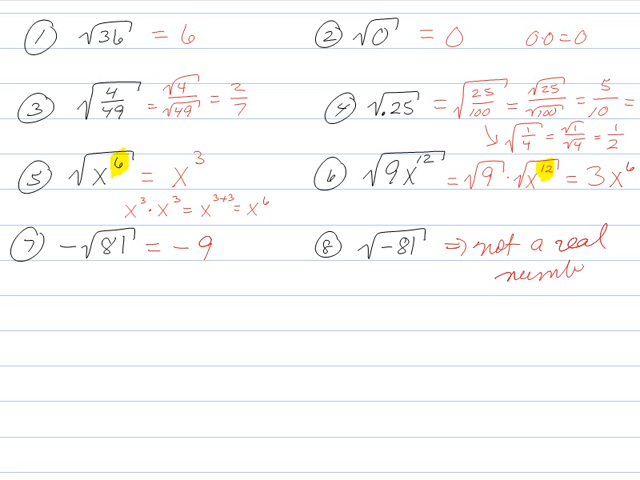 ① √36 = 6 ② √0 = 0 0·0=0
③ √(4/49) = √4/√49 = 2/7 ④ √.25 = √(25/100) = √25/√100 = 5/10 =
↘ √(1/4) = √1/√4 = 1/2
⑤ √x⁶ = x³ ⑥ √9x¹² = √9 · √x¹² = 3x⁶
x³ · x³ = x³⁺³ = x⁶
⑦ -√81 = -9 ⑧ √-81 ⇒ not a real
numb